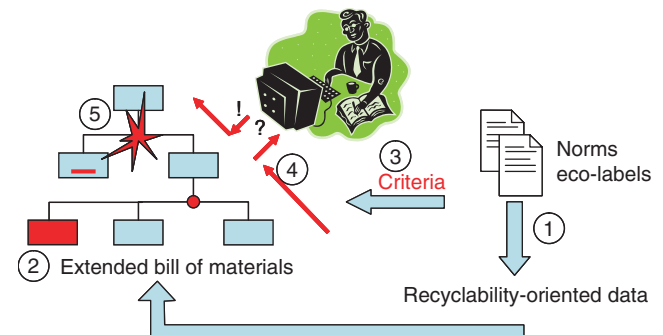 5
!
?
4
3
Criteria
Norms
eco-labels
1
2 Extended bill of materials
Recyclability-oriented data